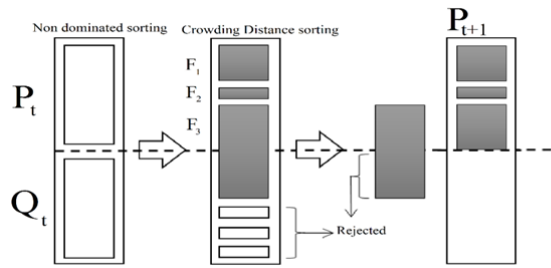 Non dominated sorting
Crowding Distance sorting
P_t+1
P_t
F_1
F_2
F_3
Q_t
Rejected